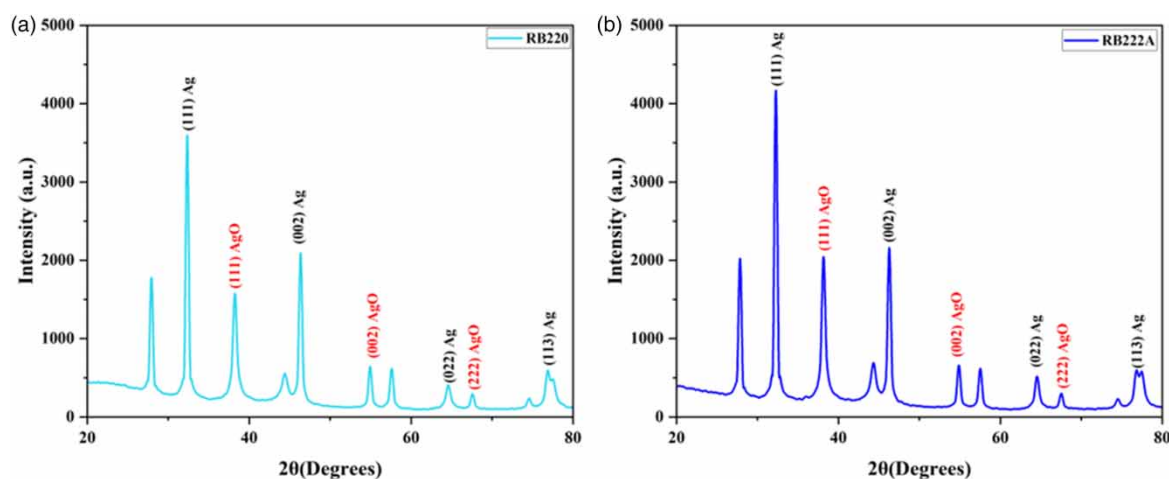 (a)
RB220
5000
4000
3000
2000
1000
0
Intensity (a.u.)
(111) Ag
(111) AgO
(002) Ag
(002) AgO
(022) Ag
(222) AgO
(113) Ag
20
40
60
80
2θ(Degrees)
(b)
RB222A
5000
4000
3000
2000
1000
0
Intensity (a.u.)
(111) Ag
(111) AgO
(002) Ag
(002) AgO
(022) Ag
(222) AgO
(113) Ag
20
40
60
80
2θ(Degrees)